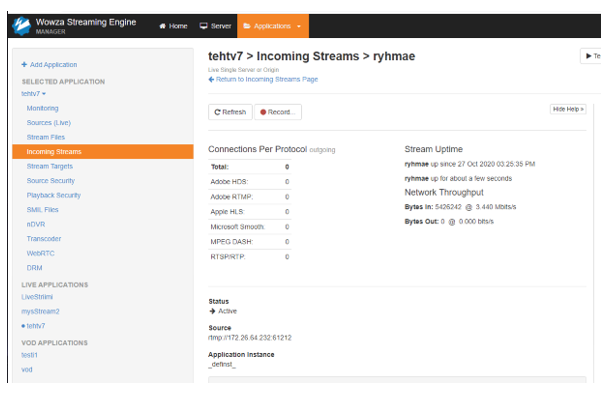 Wowza Streaming Engine
MANAGER
Home
Server
Applications
+ Add Application
SELECTED APPLICATION
tehtv7
Monitoring
Sources (Live)
Stream Files
Incoming Streams
Stream Targets
Source Security
Playback Security
SMIL Files
nDVR
Transcoder
WebRTC
DRM
LIVE APPLICATIONS
LiveStriimi
mysStream2
tehtv7
VOD APPLICATIONS
testi1
vod
tehtv7 > Incoming Streams > ryhmae
Te
Live Single Server or Origin
Return to Incoming Streams Page
Refresh
Record...
Hide Help »
Connections Per Protocol outgoing
Total: 0
Adobe HDS: 0
Adobe RTMP: 0
Apple HLS: 0
Microsoft Smooth: 0
MPEG DASH: 0
RTSP/RTP: 0
Stream Uptime
ryhmae up since 27 Oct 2020 03:25:35 PM
ryhmae up for about a few seconds
Network Throughput
Bytes In: 5426242 @ 3.440 Mbits/s
Bytes Out: 0 @ 0.000 bits/s
Status
Active
Source
rtmp://172.26.64.232:61212
Application Instance
_definst_